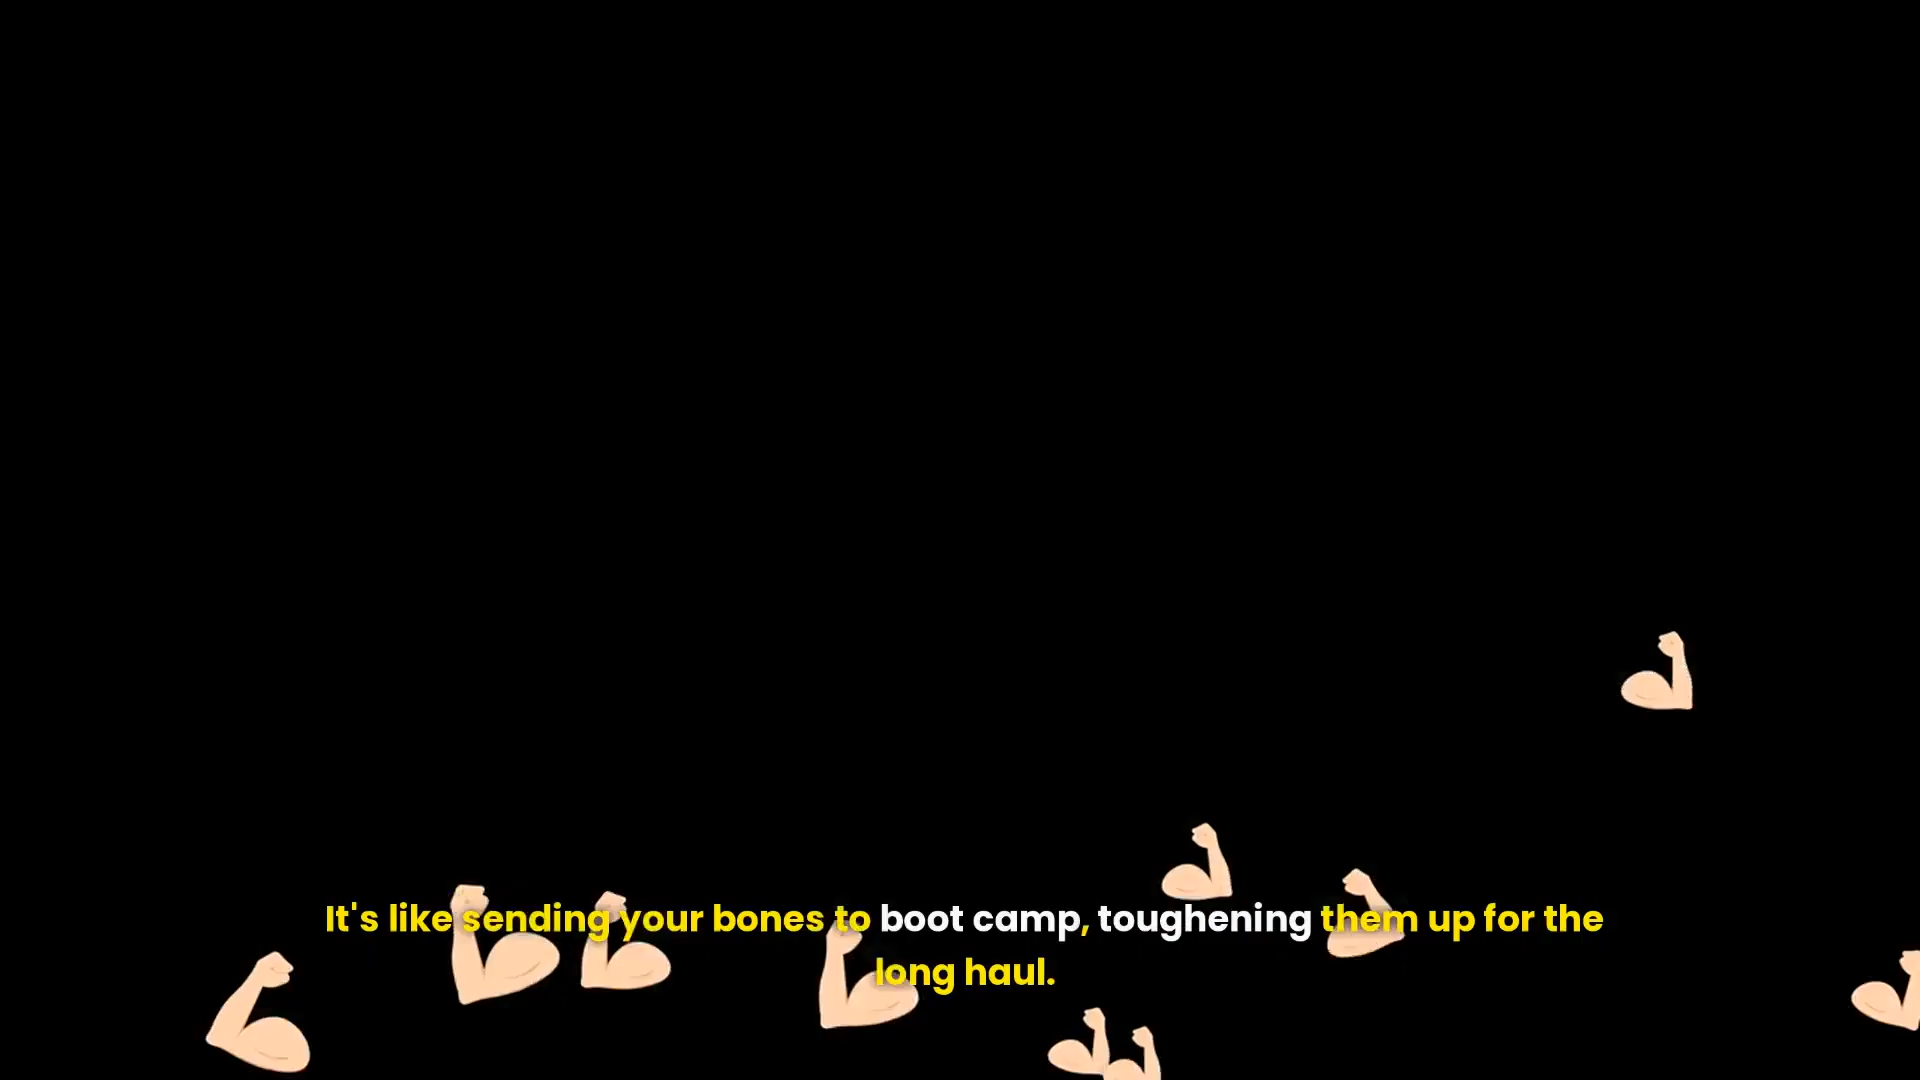 It's like sending your bones to boot camp, toughening them up for the
long haul.